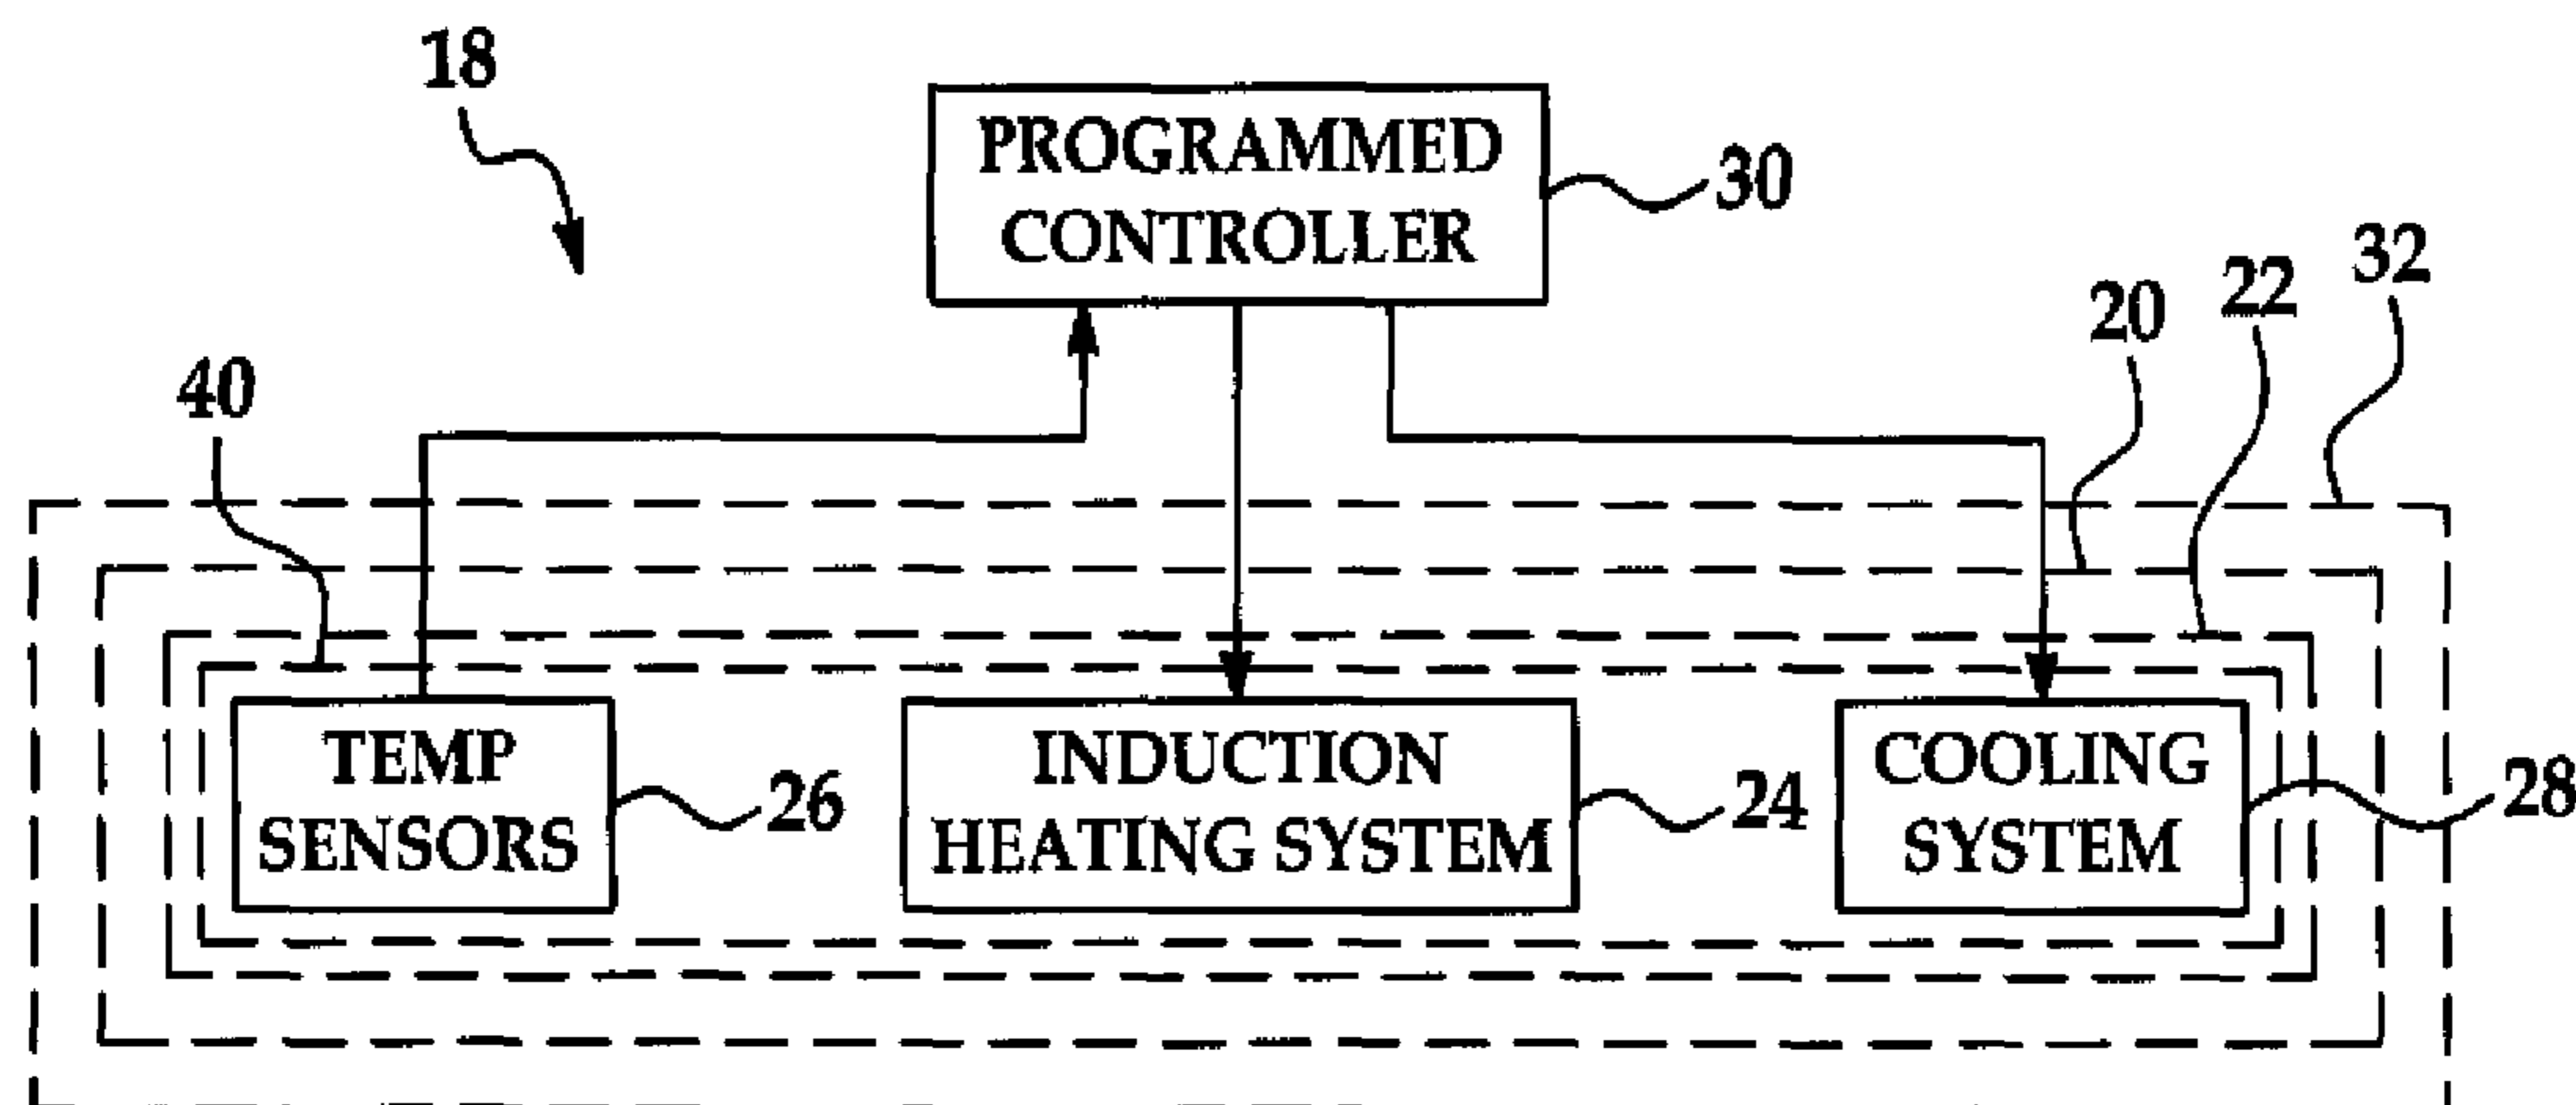 18
PROGRAMMED
CONTROLLER
30
32
22
20
40
TEMP
SENSORS
26
INDUCTION
HEATING SYSTEM
24
COOLING
SYSTEM
28